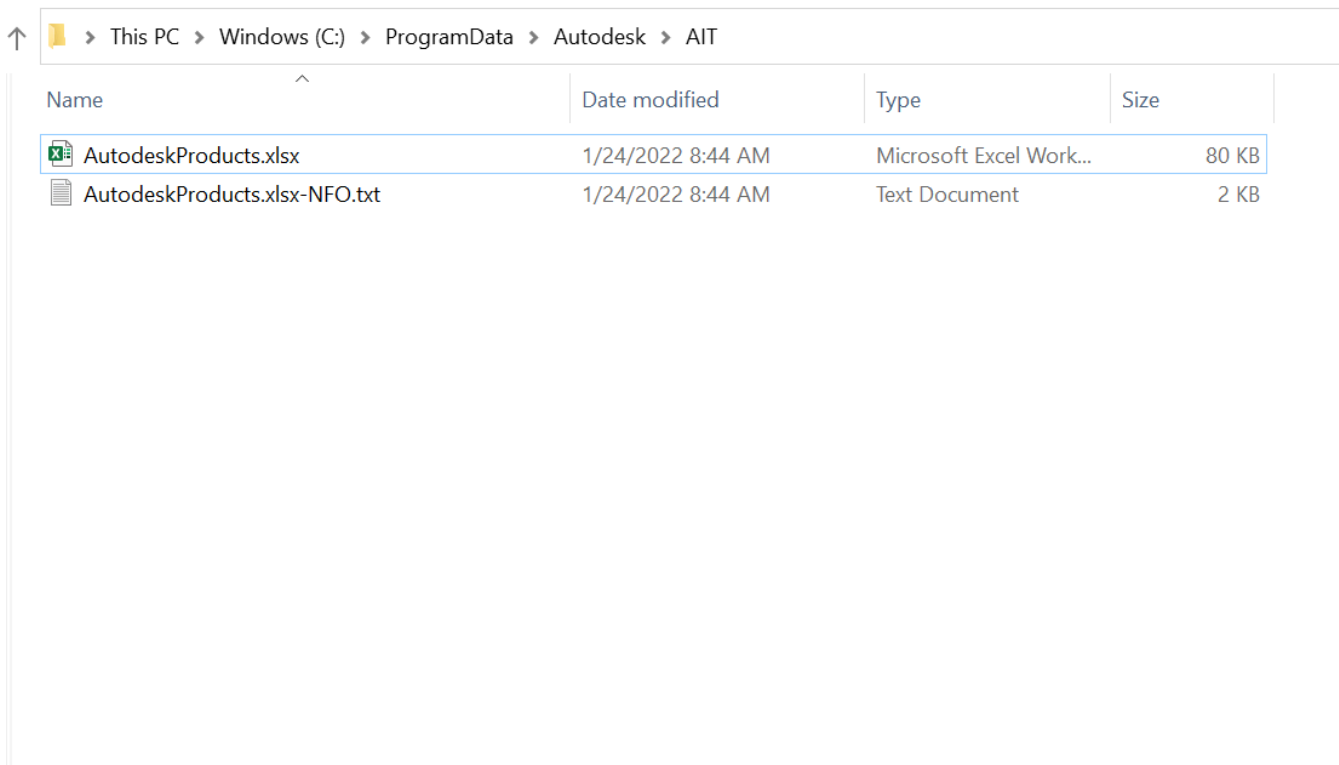 This PC > Windows (C:) > ProgramData > Autodesk > AIT
Name Date modified Type Size
AutodeskProducts.xlsx 1/24/2022 8:44 AM Microsoft Excel Work... 80 KB
AutodeskProducts.xlsx-NFO.txt 1/24/2022 8:44 AM Text Document 2 KB